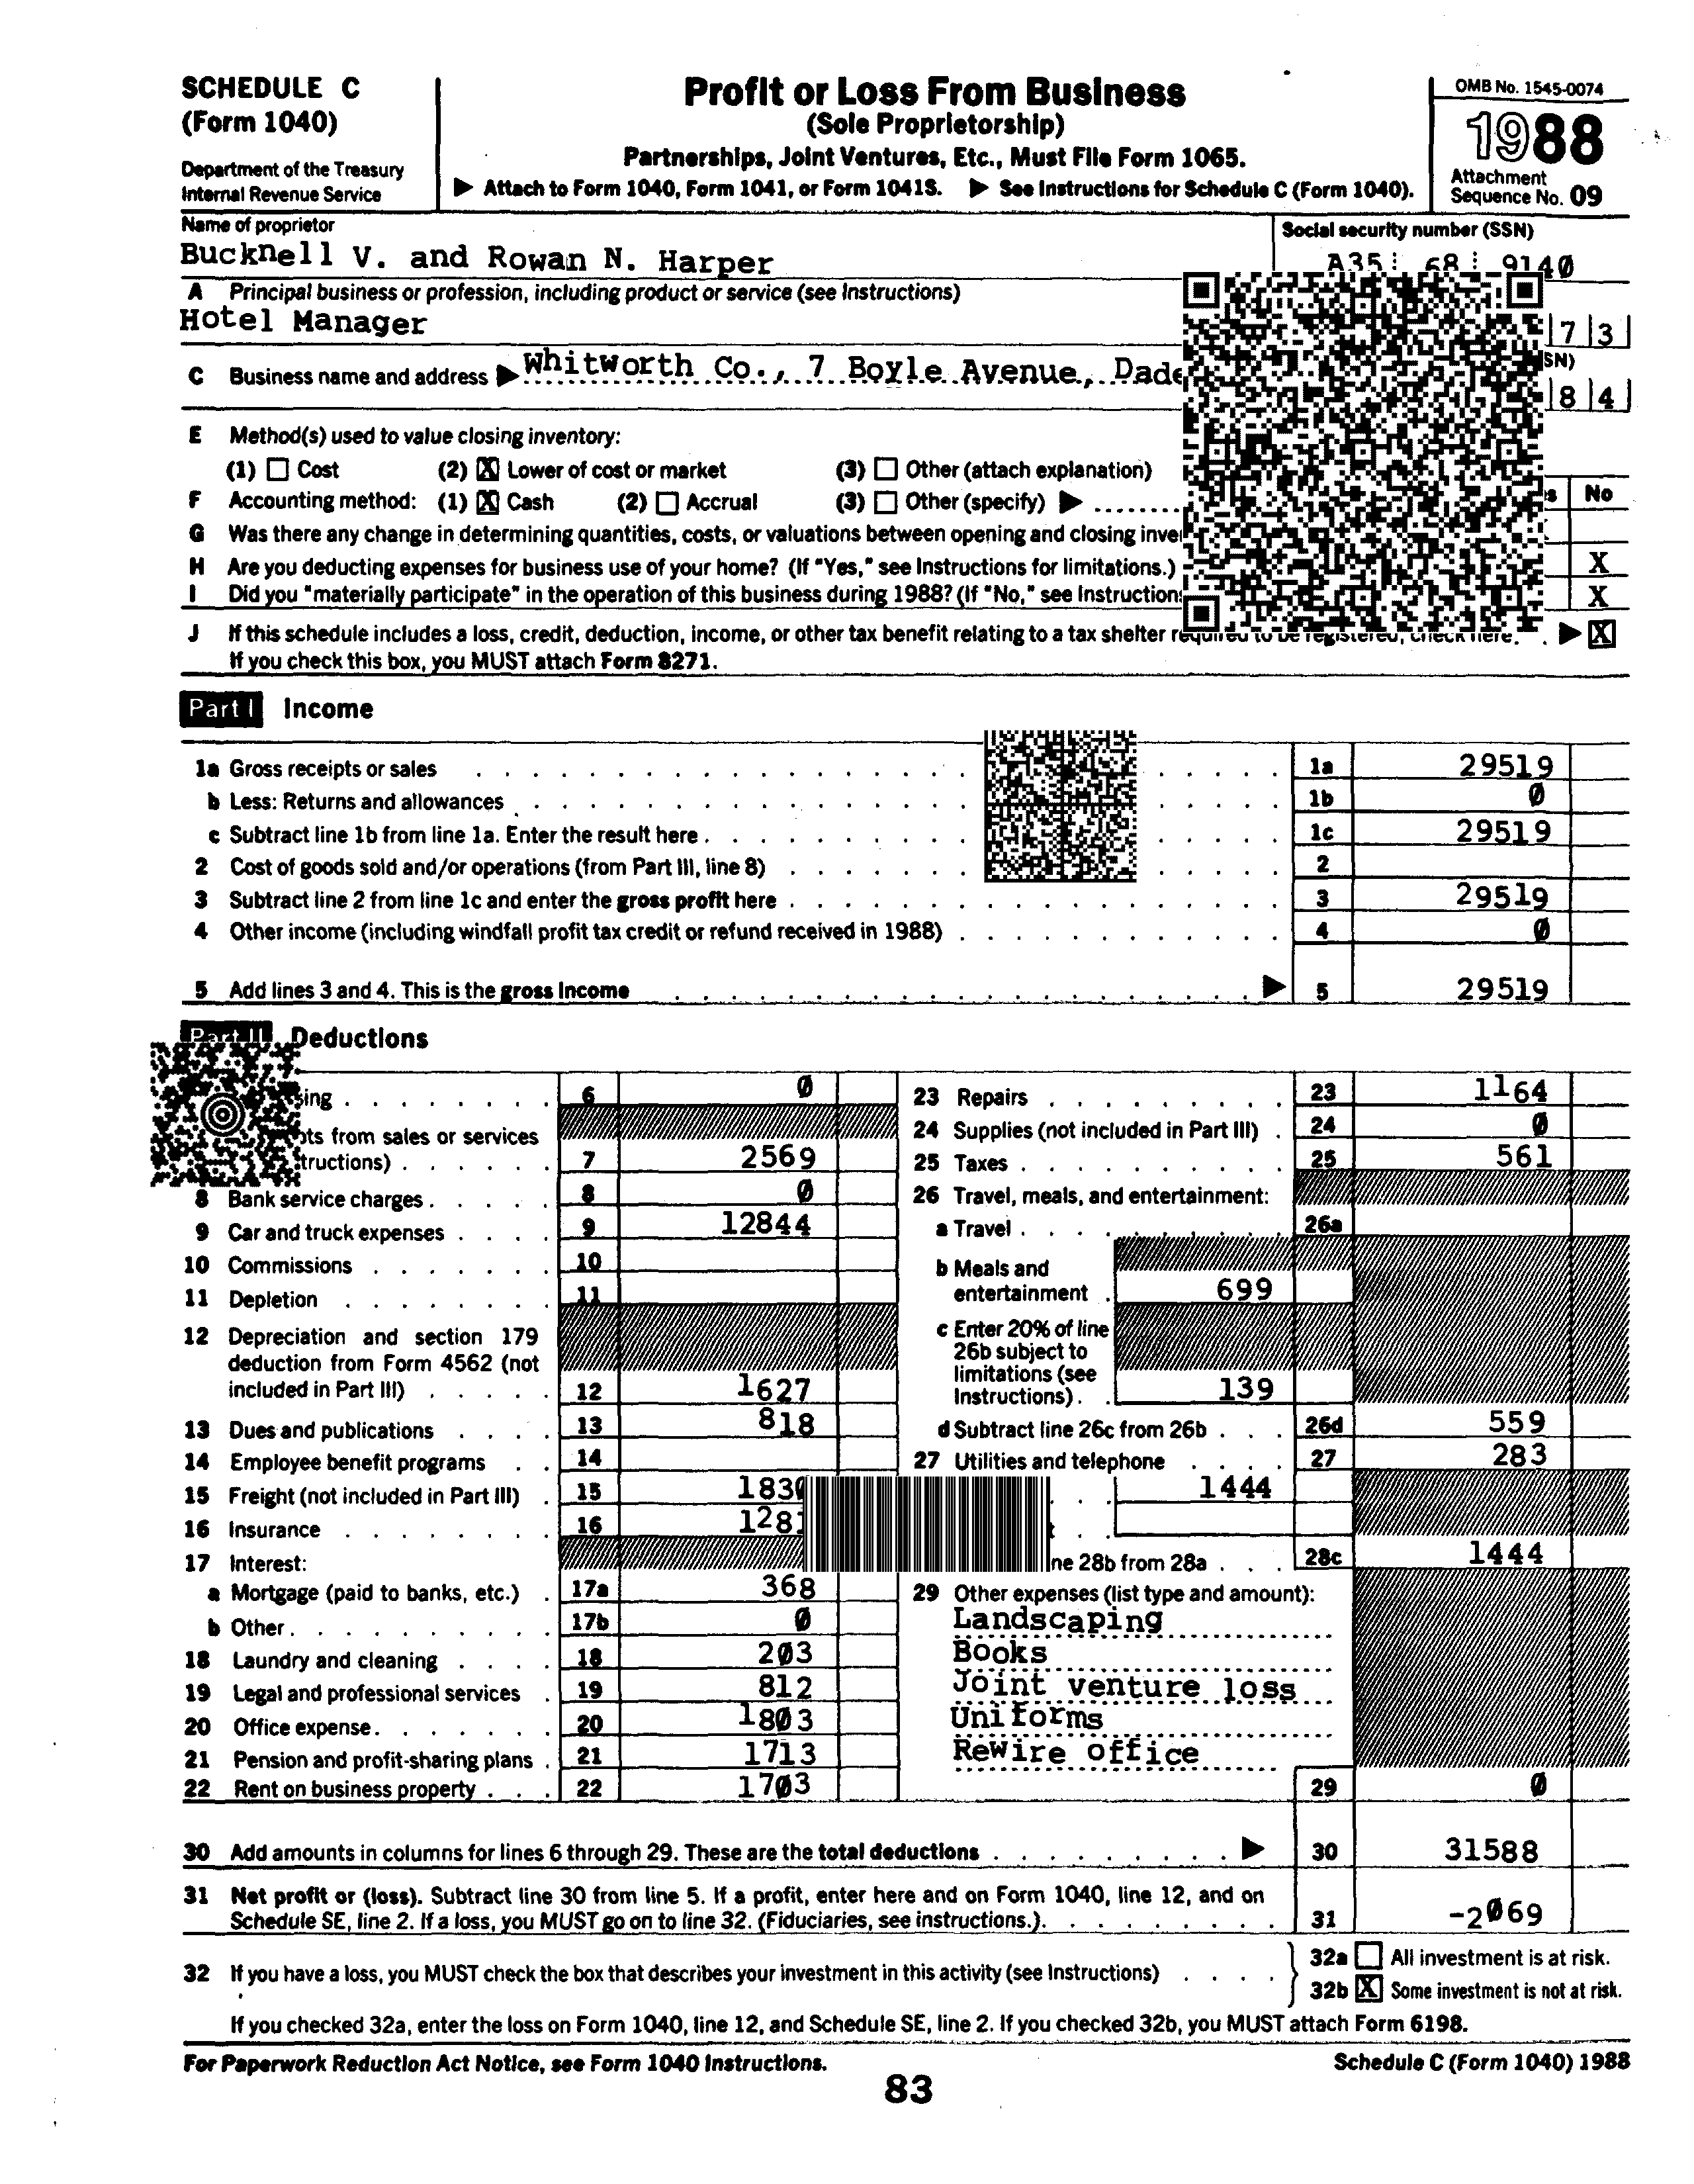 SCHEDULE C
(Form 1040)
Department of the Treasury
Internal Revenue Service
Profit or Loss From Business
(Sole Proprietorship)
Partnerships, Joint Ventures, Etc., Must File Form 1065.
▶ Attach to Form 1040, Form 1041, or Form 1041S. ▶ See Instructions for Schedule C (Form 1040).
OMB No. 1545-0074
1988
Attachment
Sequence No. 09
Name of proprietor
Bucknell V. and Rowan N. Harper
Social security number (SSN)
A35 68 9140
A Principal business or profession, including product or service (see Instructions)
Hotel Manager
7 3
C Business name and address ▶ Whitworth Co., 7 Boyle Avenue,
SN)
8 4
E Method(s) used to value closing inventory:
(1) ☐ Cost (2) ☒ Lower of cost or market (3) ☐ Other (attach explanation)
F Accounting method: (1) ☒ Cash (2) ☐ Accrual (3) ☐ Other (specify) ▶
No
G Was there any change in determining quantities, costs, or valuations between opening and closing
H Are you deducting expenses for business use of your home? (If "Yes," see Instructions for limitations.) X
I Did you "materially participate" in the operation of this business during 1988? (If "No," see Instruction X
J If this schedule includes a loss, credit, deduction, income, or other tax benefit relating to a tax shelter required to be registered, check here. ▶ ☒
If you check this box, you MUST attach Form 8271.
Part I Income
1a Gross receipts or sales 1a 29519
b Less: Returns and allowances 1b 0
c Subtract line 1b from line 1a. Enter the result here 1c 29519
2 Cost of goods sold and/or operations (from Part III, line 8) 2
3 Subtract line 2 from line 1c and enter the gross profit here 3 29519
4 Other income (including windfall profit tax credit or refund received in 1988) 4 0
5 Add lines 3 and 4. This is the gross income ▶ 5 29519
Part II Deductions
sing 6 0
ots from sales or services
tructions) 7 2569
8 Bank service charges 8 0
9 Car and truck expenses 9 12844
10 Commissions 10
11 Depletion 11
12 Depreciation and section 179
deduction from Form 4562 (not
included in Part III) 12 1627
13 Dues and publications 13 818
14 Employee benefit programs 14
15 Freight (not included in Part III) 15 183
16 Insurance 16 128
17 Interest:
a Mortgage (paid to banks, etc.) 17a 368
b Other 17b 0
18 Laundry and cleaning 18 203
19 Legal and professional services 19 812
20 Office expense 20 1803
21 Pension and profit-sharing plans 21 1713
22 Rent on business property 22 1703
23 Repairs 23 1164
24 Supplies (not included in Part III) 24 0
25 Taxes 25 561
26 Travel, meals, and entertainment:
a Travel 26a
b Meals and
entertainment 699
c Enter 20% of line
26b subject to
limitations (see
Instructions) 139
d Subtract line 26c from 26b 26d 559
27 Utilities and telephone 27 283
1444
ne 28b from 28a 28c 1444
29 Other expenses (list type and amount):
Landscaping
Books
Joint venture loss
Uniforms
Rewire office
29 0
30 Add amounts in columns for lines 6 through 29. These are the total deductions ▶ 30 31588
31 Net profit or (loss). Subtract line 30 from line 5. If a profit, enter here and on Form 1040, line 12, and on
Schedule SE, line 2. If a loss, you MUST go on to line 32. (Fiduciaries, see instructions.) 31 -2069
32 If you have a loss, you MUST check the box that describes your investment in this activity (see Instructions)
32a ☐ All investment is at risk.
32b ☒ Some investment is not at risk.
If you checked 32a, enter the loss on Form 1040, line 12, and Schedule SE, line 2. If you checked 32b, you MUST attach Form 6198.
For Paperwork Reduction Act Notice, see Form 1040 Instructions.
Schedule C (Form 1040) 1988
83